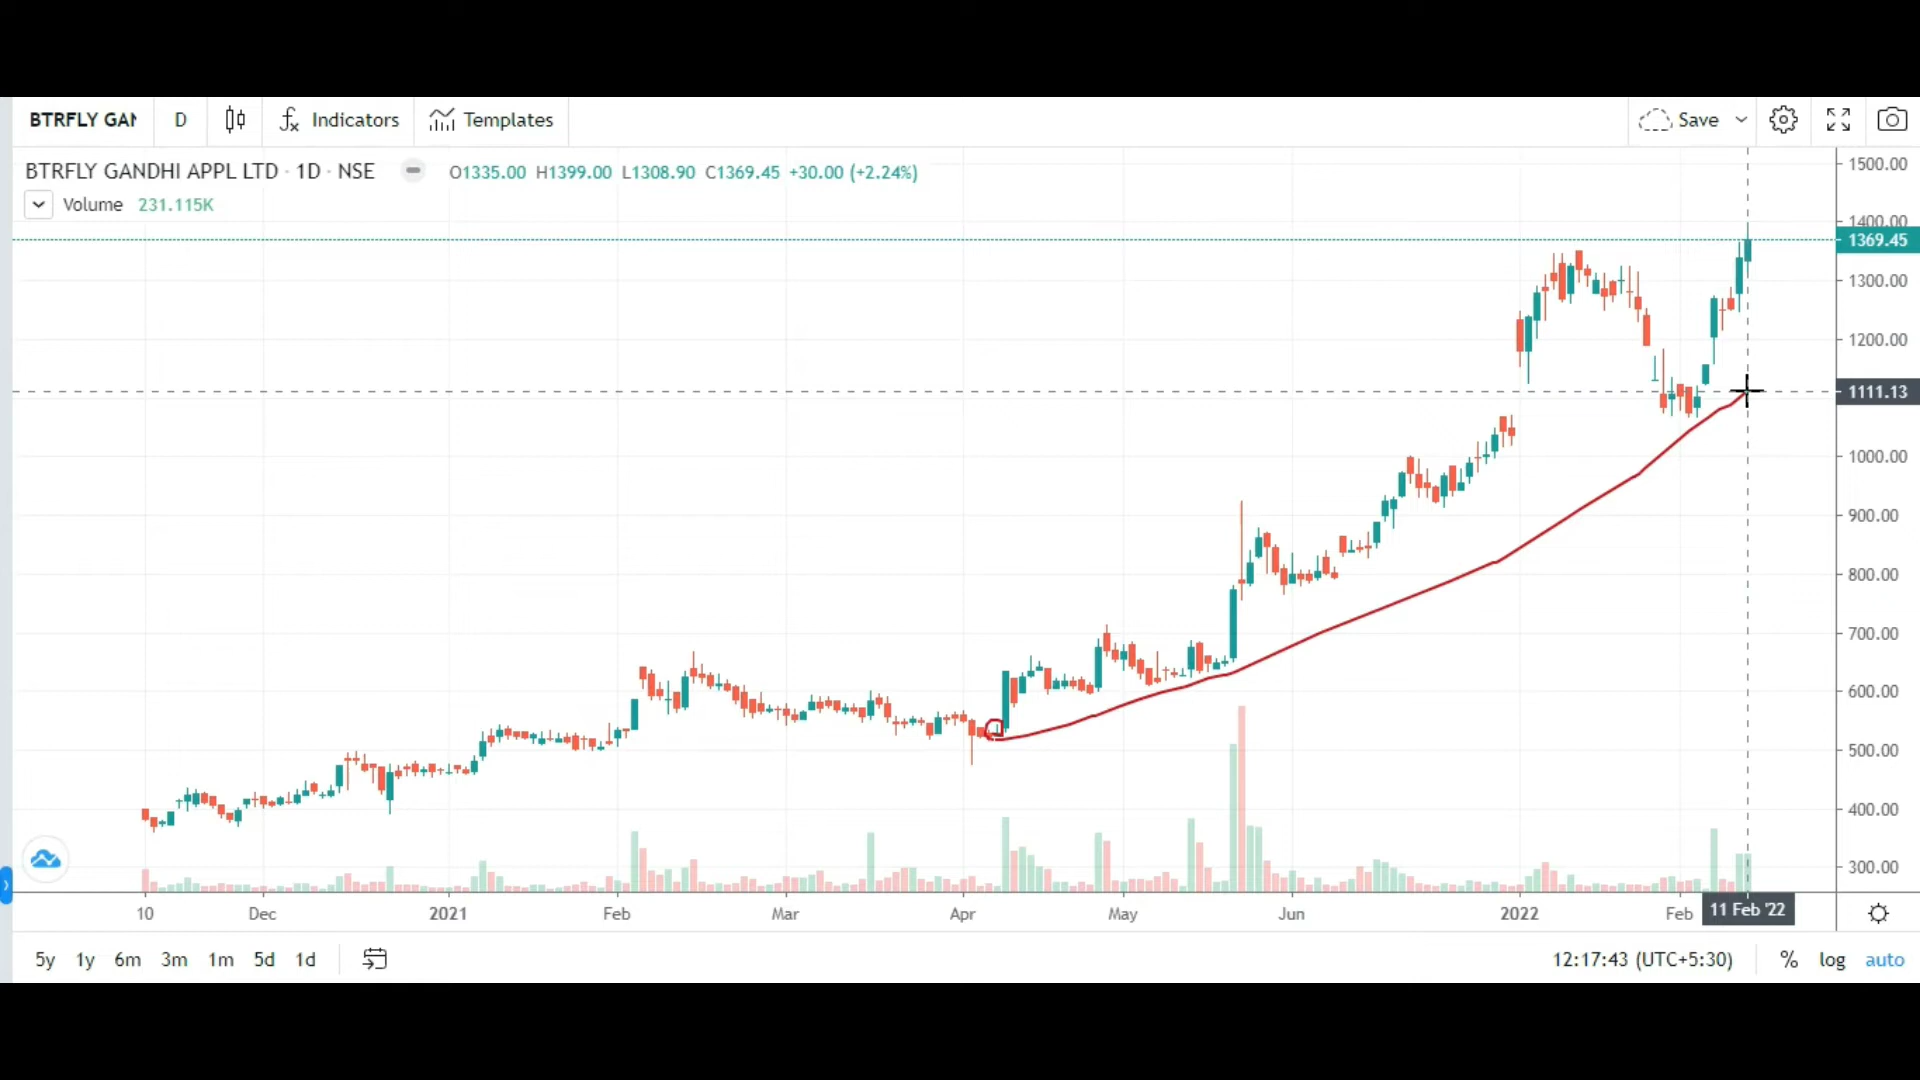 BTRFLY GAN D Indicators Templates Save
BTRFLY GANDHI APPL LTD · 1D · NSE O1335.00 H1399.00 L1308.90 C1369.45 +30.00 (+2.24%)
Volume 231.115K
1500.00
1400.00
1369.45
1300.00
1200.00
1111.13
1000.00
900.00
800.00
700.00
600.00
500.00
400.00
300.00
10 Dec 2021 Feb Mar Apr May Jun 2022 Feb 11 Feb '22
5y 1y 6m 3m 1m 5d 1d 12:17:43 (UTC+5:30) % log auto